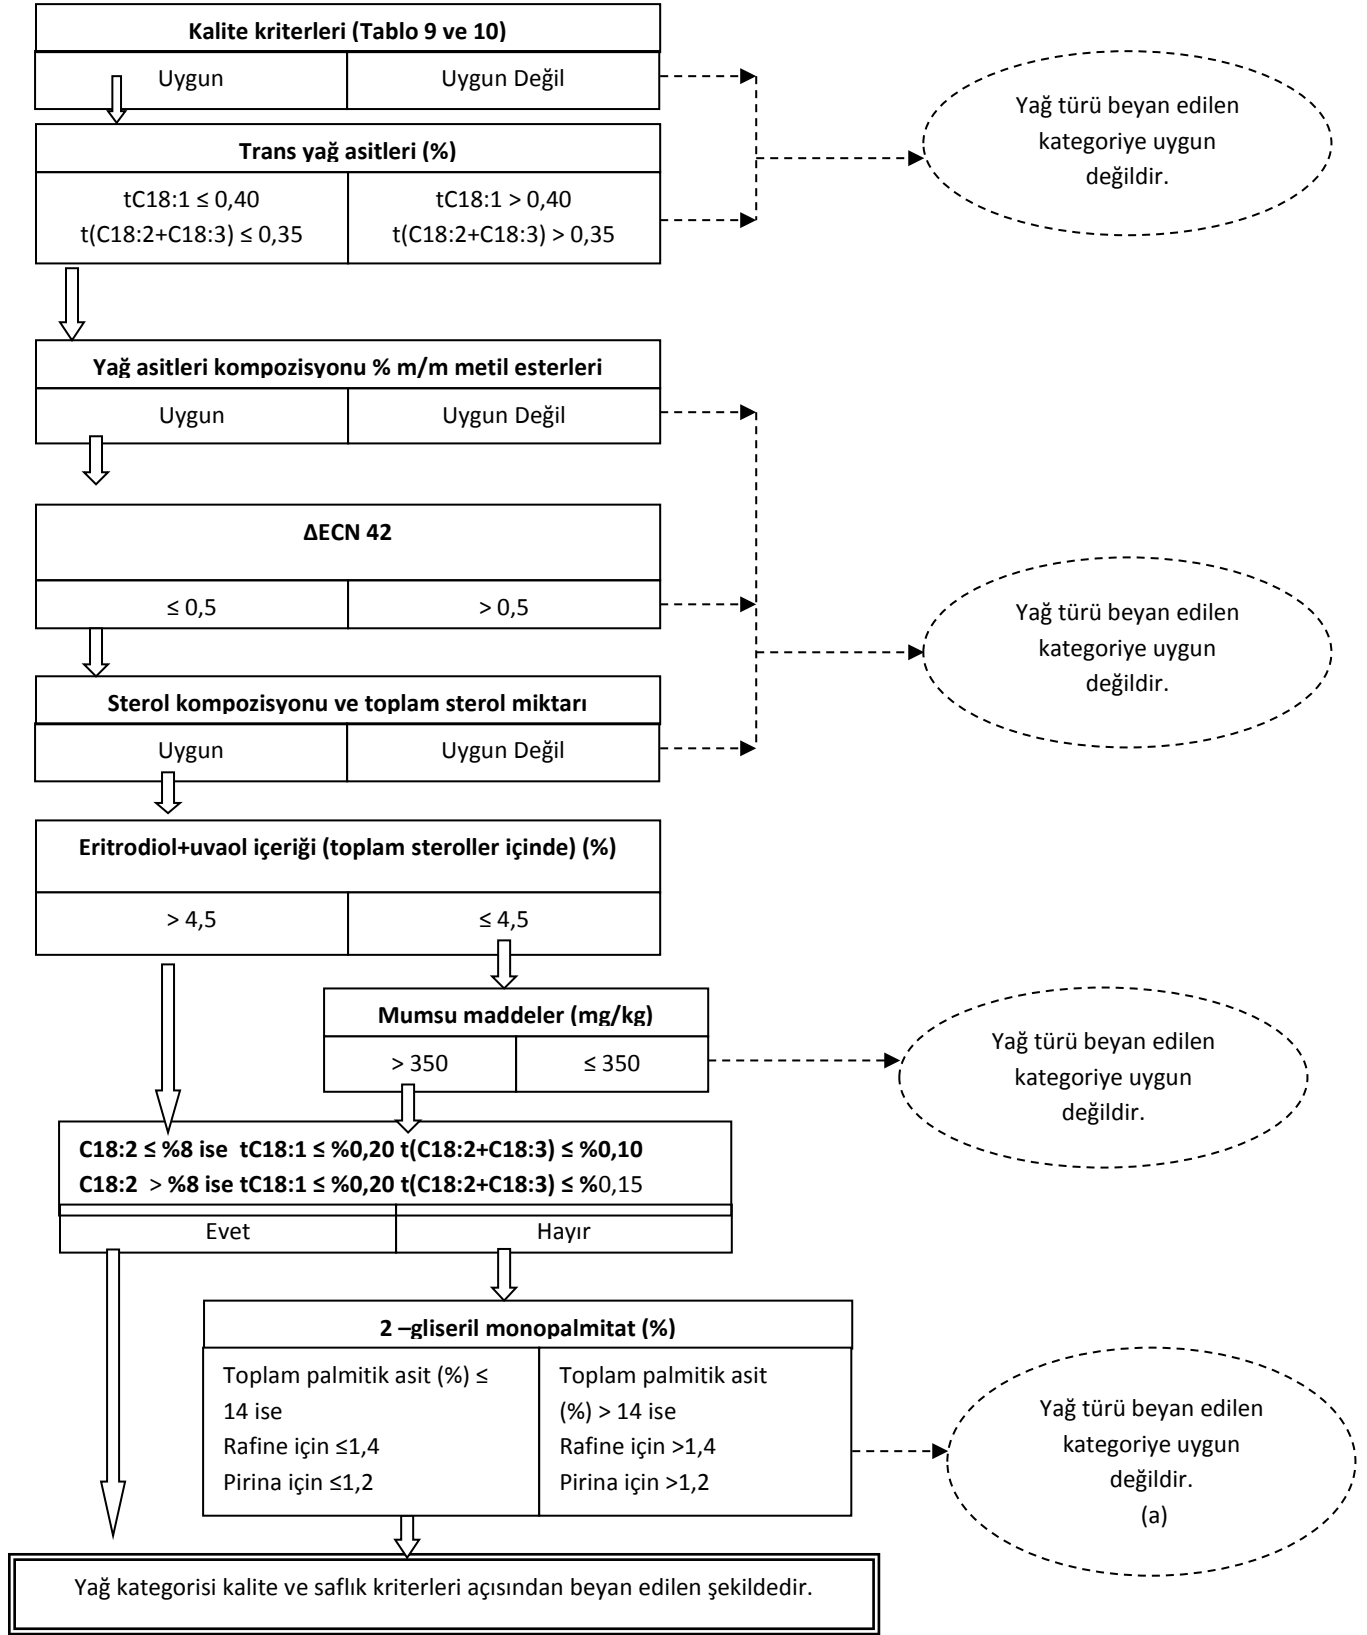 Kalite kriterleri (Tablo 9 ve 10)
Uygun
Uygun Değil
Yağ türü beyan edilen
kategoriye uygun
değildir.
Trans yağ asitleri (%)
tC18:1 ≤ 0,40
t(C18:2+C18:3) ≤ 0,35
tC18:1 > 0,40
t(C18:2+C18:3) > 0,35
Yağ asitleri kompozisyonu % m/m metil esterleri
Uygun
Uygun Değil
ΔECN 42
≤ 0,5
> 0,5
Yağ türü beyan edilen
kategoriye uygun
değildir.
Sterol kompozisyonu ve toplam sterol miktarı
Uygun
Uygun Değil
Eritrodiol+uvaol içeriği (toplam steroller içinde) (%)
> 4,5
≤ 4,5
Mumsu maddeler (mg/kg)
> 350
≤ 350
Yağ türü beyan edilen
kategoriye uygun
değildir.
C18:2 ≤ %8 ise tC18:1 ≤ %0,20 t(C18:2+C18:3) ≤ %0,10
C18:2 > %8 ise tC18:1 ≤ %0,20 t(C18:2+C18:3) ≤ %0,15
Evet
Hayır
2 –gliseril monopalmitat (%)
Toplam palmitik asit (%) ≤
14 ise
Rafine için ≤1,4
Pirina için ≤1,2
Toplam palmitik asit
(%) > 14 ise
Rafine için >1,4
Pirina için >1,2
Yağ türü beyan edilen
kategoriye uygun
değildir.
(a)
Yağ kategorisi kalite ve saflık kriterleri açısından beyan edilen şekildedir.